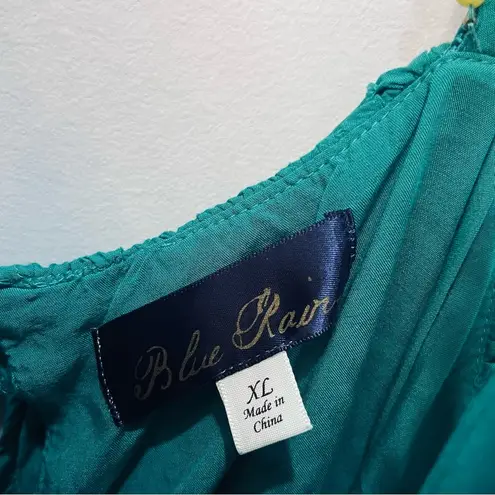 Blue Rain
XL
Made in
China